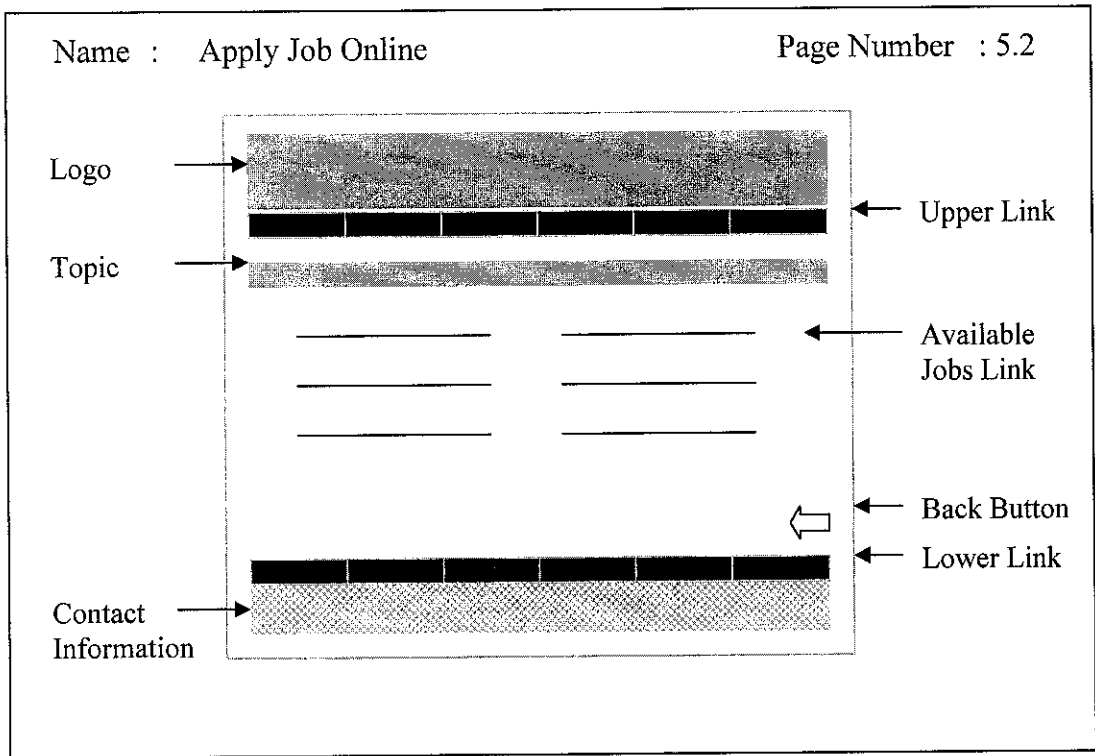 Name : Apply Job Online
Page Number : 5.2
Logo
Upper Link
Topic
Available
Jobs Link
Back Button
Lower Link
Contact
Information